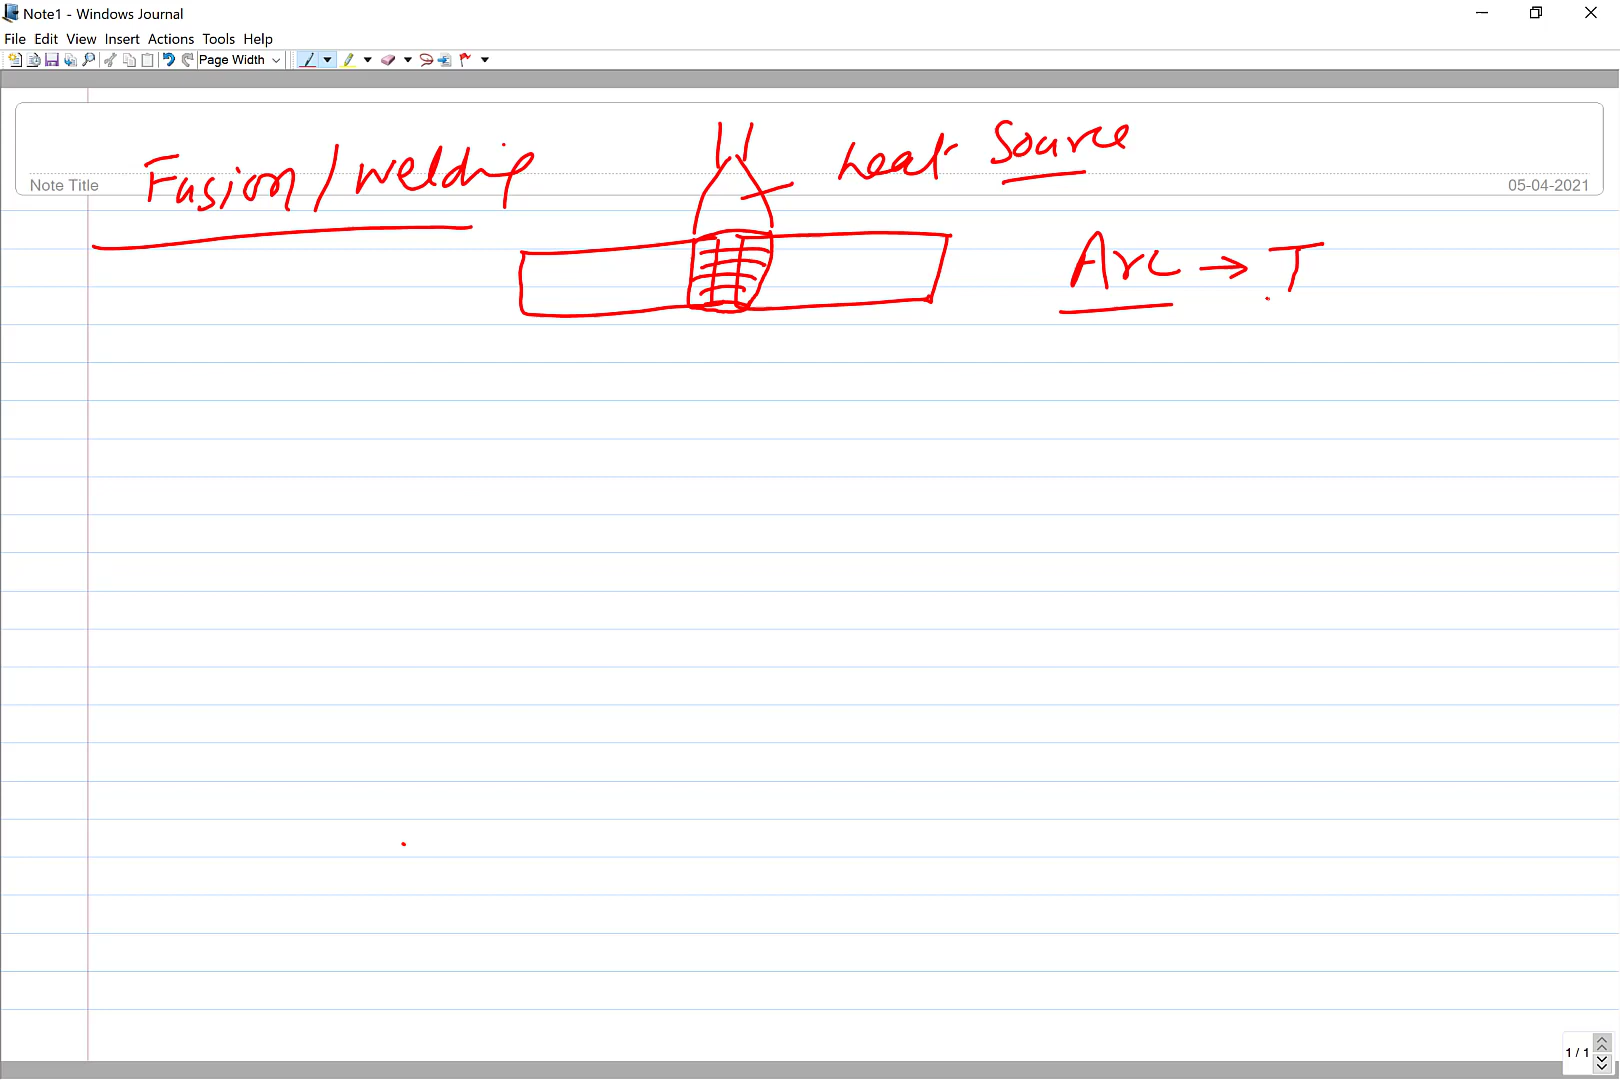 Note1 - Windows Journal
File Edit View Insert Actions Tools Help
Page Width
Fusion / Welding
heat Source
Note Title
05-04-2021
Arc → T
1 / 1